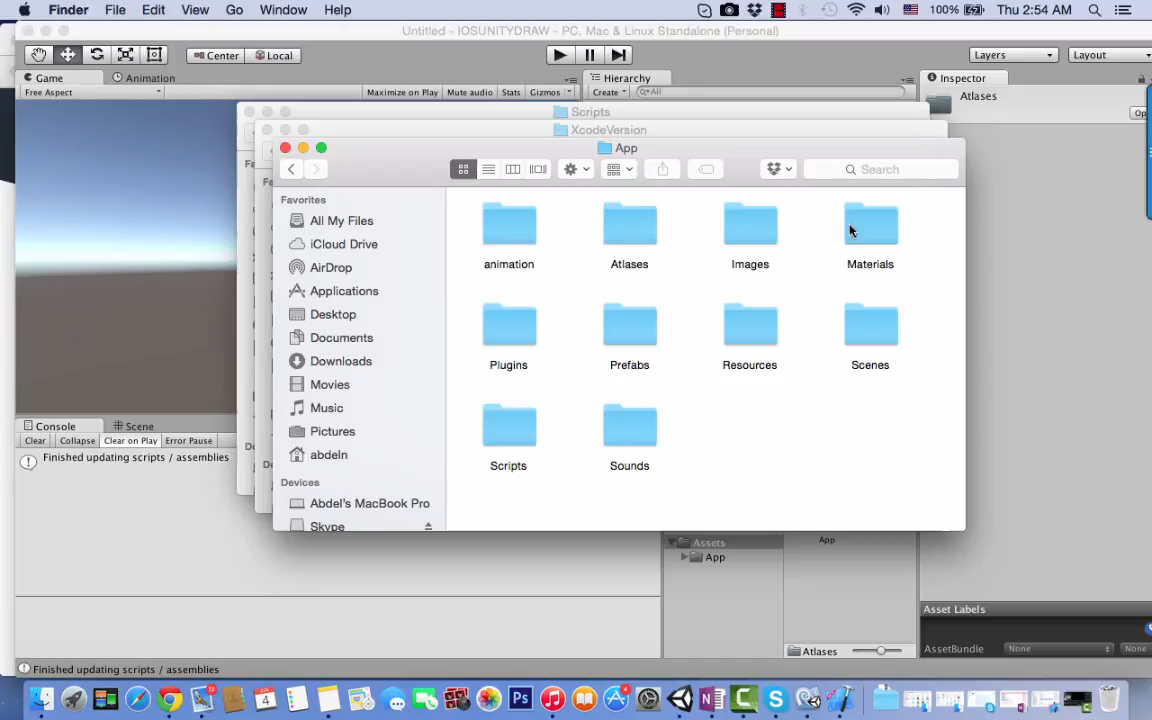 Finder File Edit View Go Window Help 100% Thu 2:54 AM
Untitled - IOSUNITYDRAW - PC, Mac & Linux Standalone (Personal)
Center Local Layers Layout
Game Animation Hierarchy Inspector
Free Aspect Maximize on Play Mute audio Stats Gizmos Create All Atlases
Scripts
XcodeVersion
App
Search
Favorites
All My Files
iCloud Drive
AirDrop
Applications
Desktop
Documents
Downloads
Movies
Music
Pictures
abdeln
Devices
Abdel's MacBook Pro
Skype
animation Atlases Images Materials
Plugins Prefabs Resources Scenes
Scripts Sounds
Console Scene
Clear Collapse Clear on Play Error Pause
Finished updating scripts / assemblies
Assets App
App
Asset Labels
Atlases AssetBundle None None
Finished updating scripts / assemblies